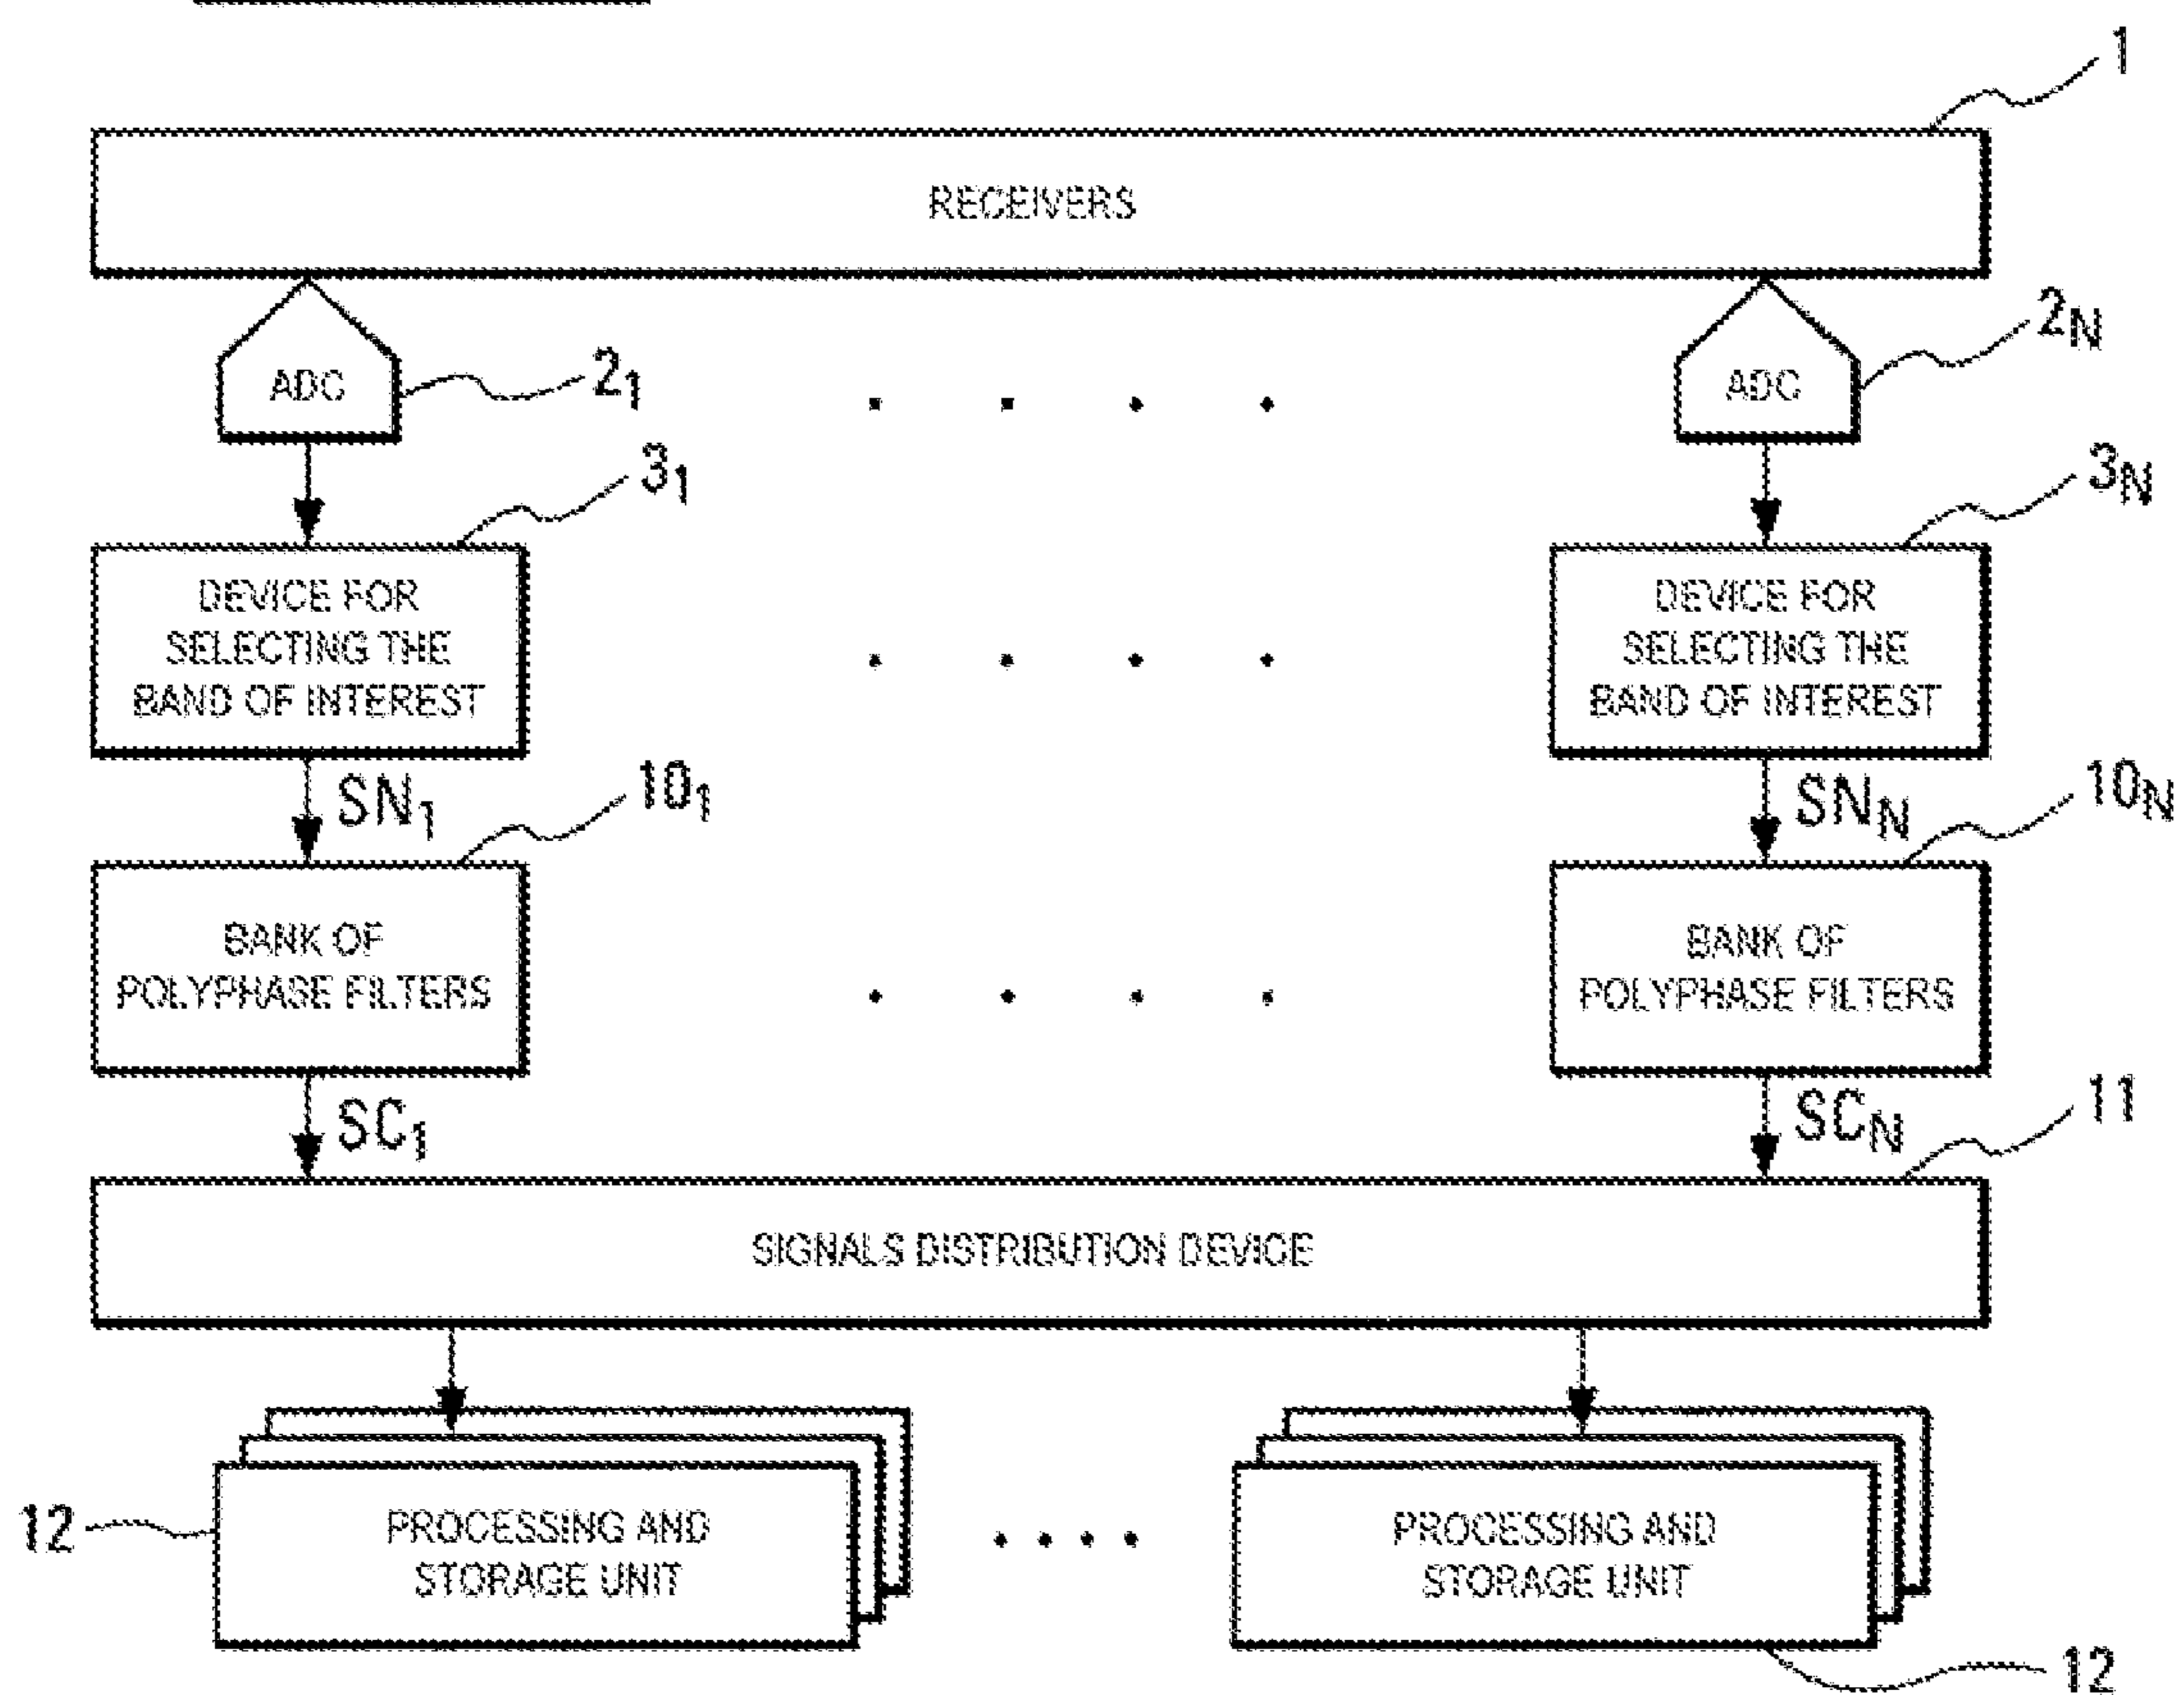 1
RECEIVERS
ADC
2₁
ADC
2N
3₁
3N
DEVICE FOR
SELECTING THE
BAND OF INTEREST
DEVICE FOR
SELECTING THE
BAND OF INTEREST
SN₁
10₁
SNN
10N
BANK OF
POLYPHASE FILTERS
BANK OF
POLYPHASE FILTERS
SC₁
SCN
11
SIGNALS DISTRIBUTION DEVICE
12
PROCESSING AND
STORAGE UNIT
PROCESSING AND
STORAGE UNIT
12